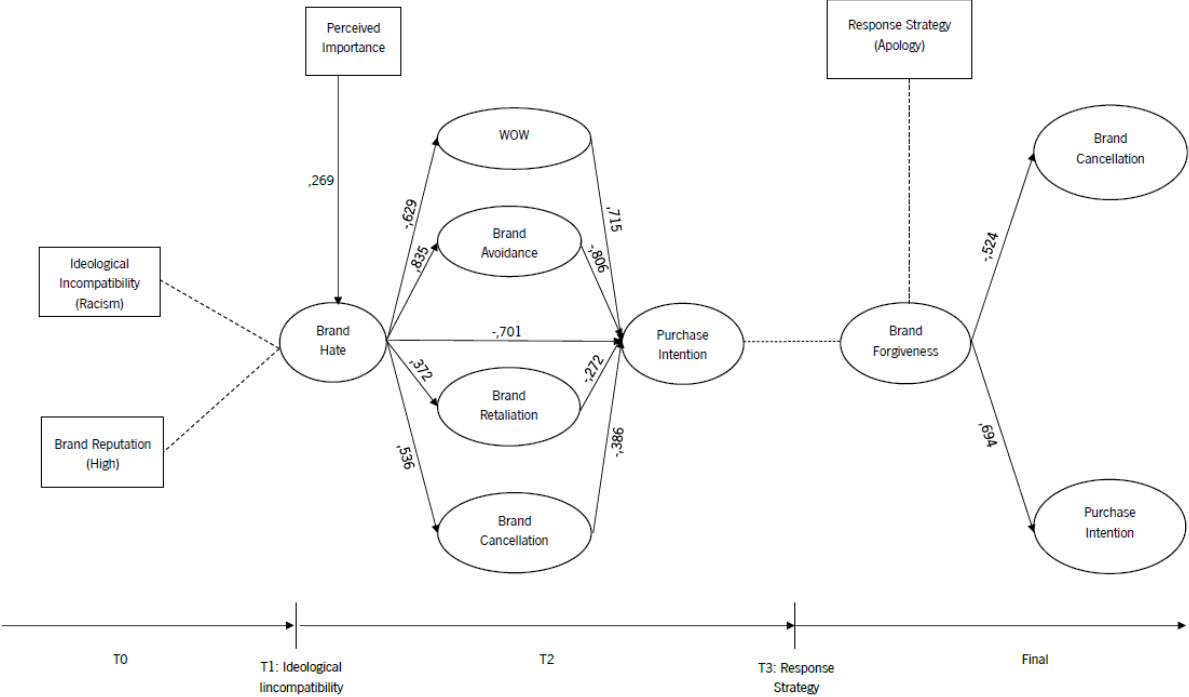 Perceived
Importance
Response Strategy
(Apology)
WOW
Brand
Cancellation
,269
-,629
,715
Brand
Avoidance
,835
-,806
-,524
Ideological
Incompatibility
(Racism)
Brand
Hate
-,701
Purchase
Intention
Brand
Forgiveness
,372
-,272
Brand
Retaliation
Brand Reputation
(High)
,536
-,386
,694
Brand
Cancellation
Purchase
Intention
T0
T1: Ideological
Iincompatibility
T2
T3: Response
Strategy
Final